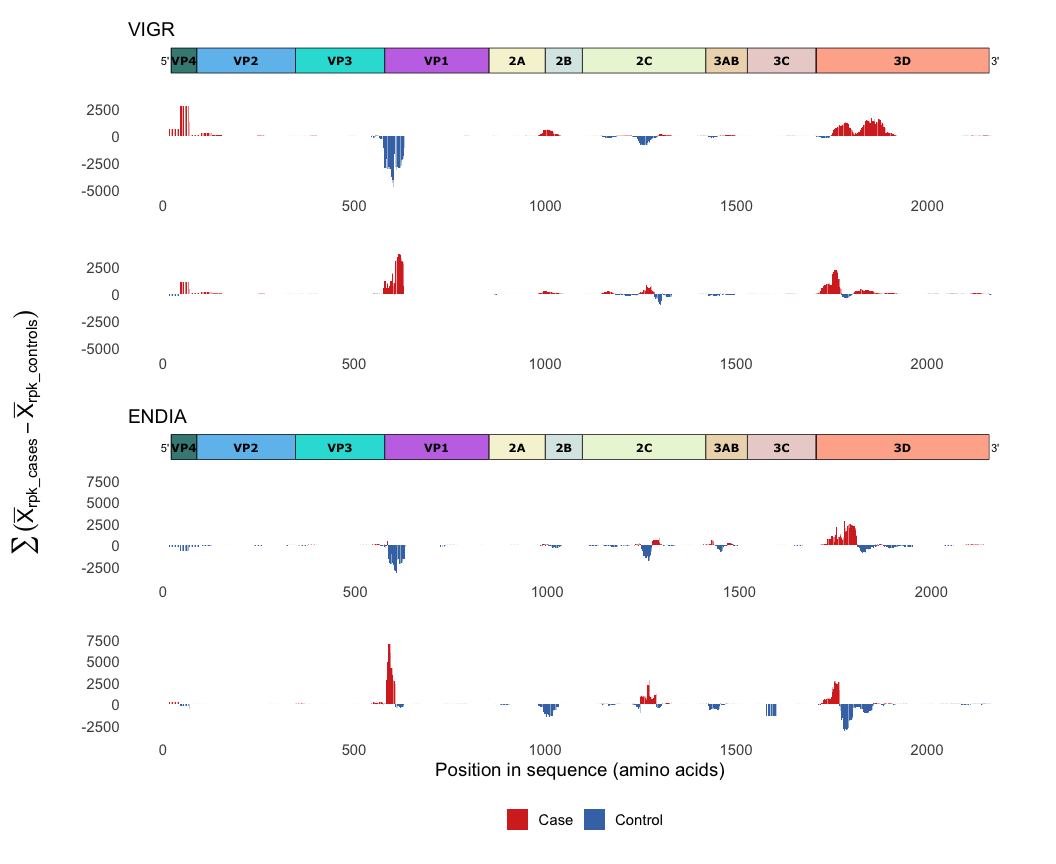 VIGR
5' VP4 VP2 VP3 VP1 2A 2B 2C 3AB 3C 3D 3'
2500
0
-2500
-5000
0 500 1000 1500 2000
2500
0
-2500
-5000
0 500 1000 1500 2000
∑ (X̅rpk_cases − X̅rpk_controls)
ENDIA
5' VP4 VP2 VP3 VP1 2A 2B 2C 3AB 3C 3D 3'
7500
5000
2500
0
-2500
0 500 1000 1500 2000
7500
5000
2500
0
-2500
0 500 1000 1500 2000
Position in sequence (amino acids)
Case Control